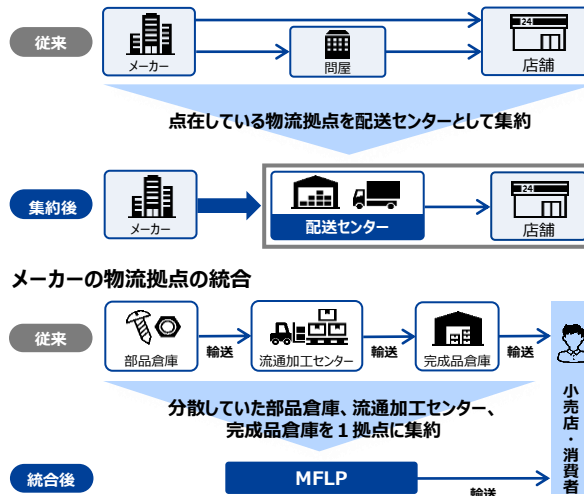 従来
メーカー
問屋
24
店舗
点在している物流拠点を配送センターとして集約
集約後
メーカー
配送センター
24
店舗
メーカーの物流拠点の統合
従来
部品倉庫
輸送
流通加工センター
輸送
完成品倉庫
輸送
小売店・消費者
分散していた部品倉庫、流通加工センター、
完成品倉庫を１拠点に集約
統合後
MFLP
輸送